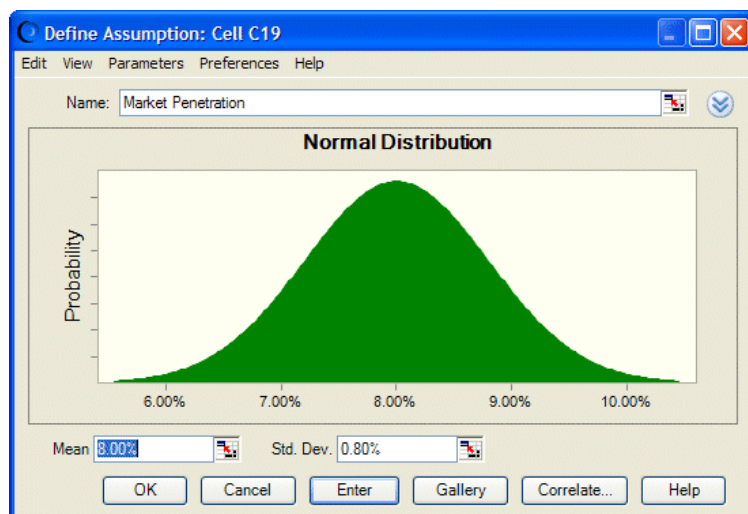 Define Assumption: Cell C19
Edit View Parameters Preferences Help
Name: Market Penetration
Normal Distribution
Probability
6.00% 7.00% 8.00% 9.00% 10.00%
Mean 8.00% Std. Dev. 0.80%
OK Cancel Enter Gallery Correlate... Help